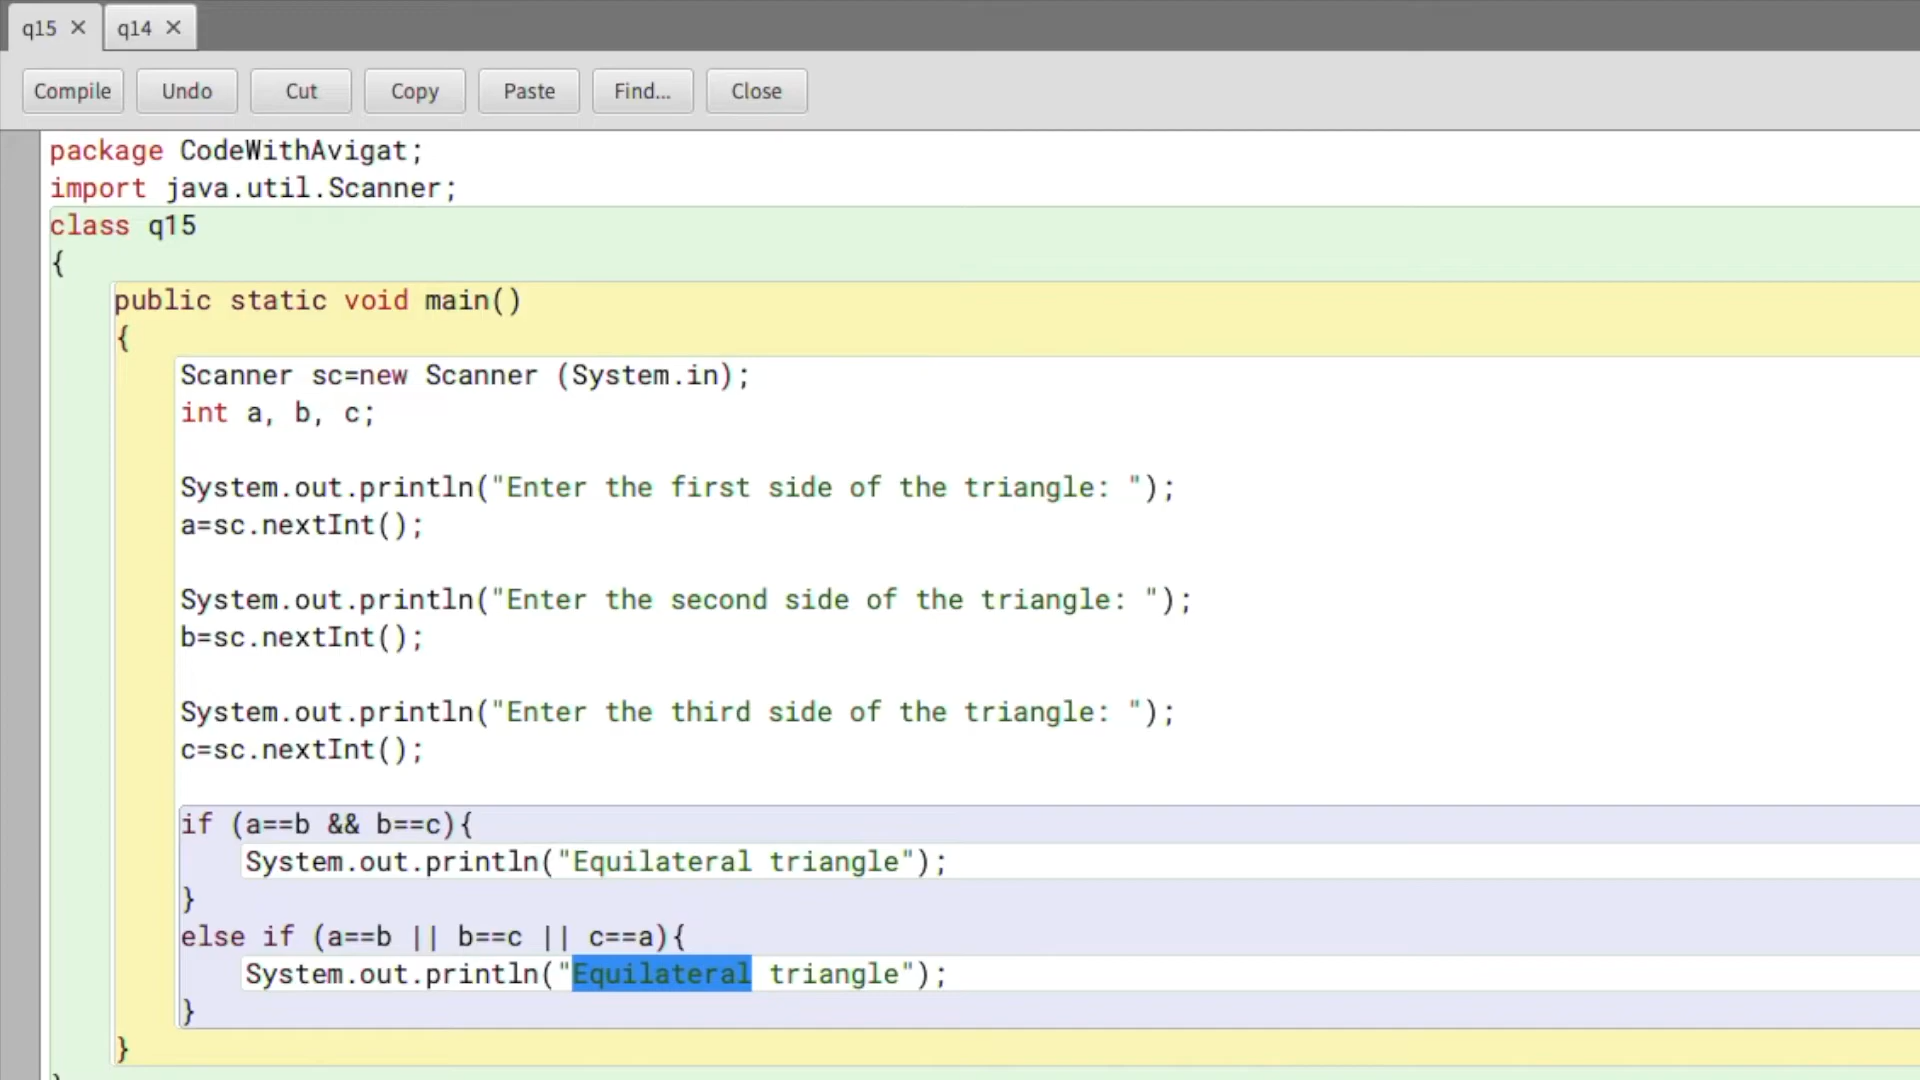 q15 × q14 ×
Compile Undo Cut Copy Paste Find... Close
package CodeWithAvigat;
import java.util.Scanner;
class q15
{
public static void main()
{
Scanner sc=new Scanner (System.in);
int a, b, c;
System.out.println("Enter the first side of the triangle: ");
a=sc.nextInt();
System.out.println("Enter the second side of the triangle: ");
b=sc.nextInt();
System.out.println("Enter the third side of the triangle: ");
c=sc.nextInt();
if (a==b && b==c){
System.out.println("Equilateral triangle");
}
else if (a==b || b==c || c==a){
System.out.println("Equilateral triangle");
}
}